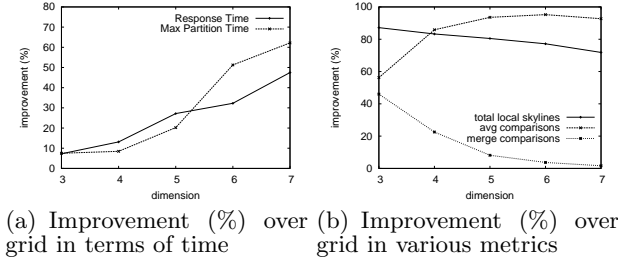 80
70
60
50
40
30
20
10
0
improvement (%)
Response Time
Max Partition Time
3 4 5 6 7
dimension
100
80
60
40
20
0
improvement (%)
total local skylines
avg comparisons
merge comparisons
3 4 5 6 7
dimension
(a) Improvement (%) over
grid in terms of time
(b) Improvement (%) over
grid in various metrics